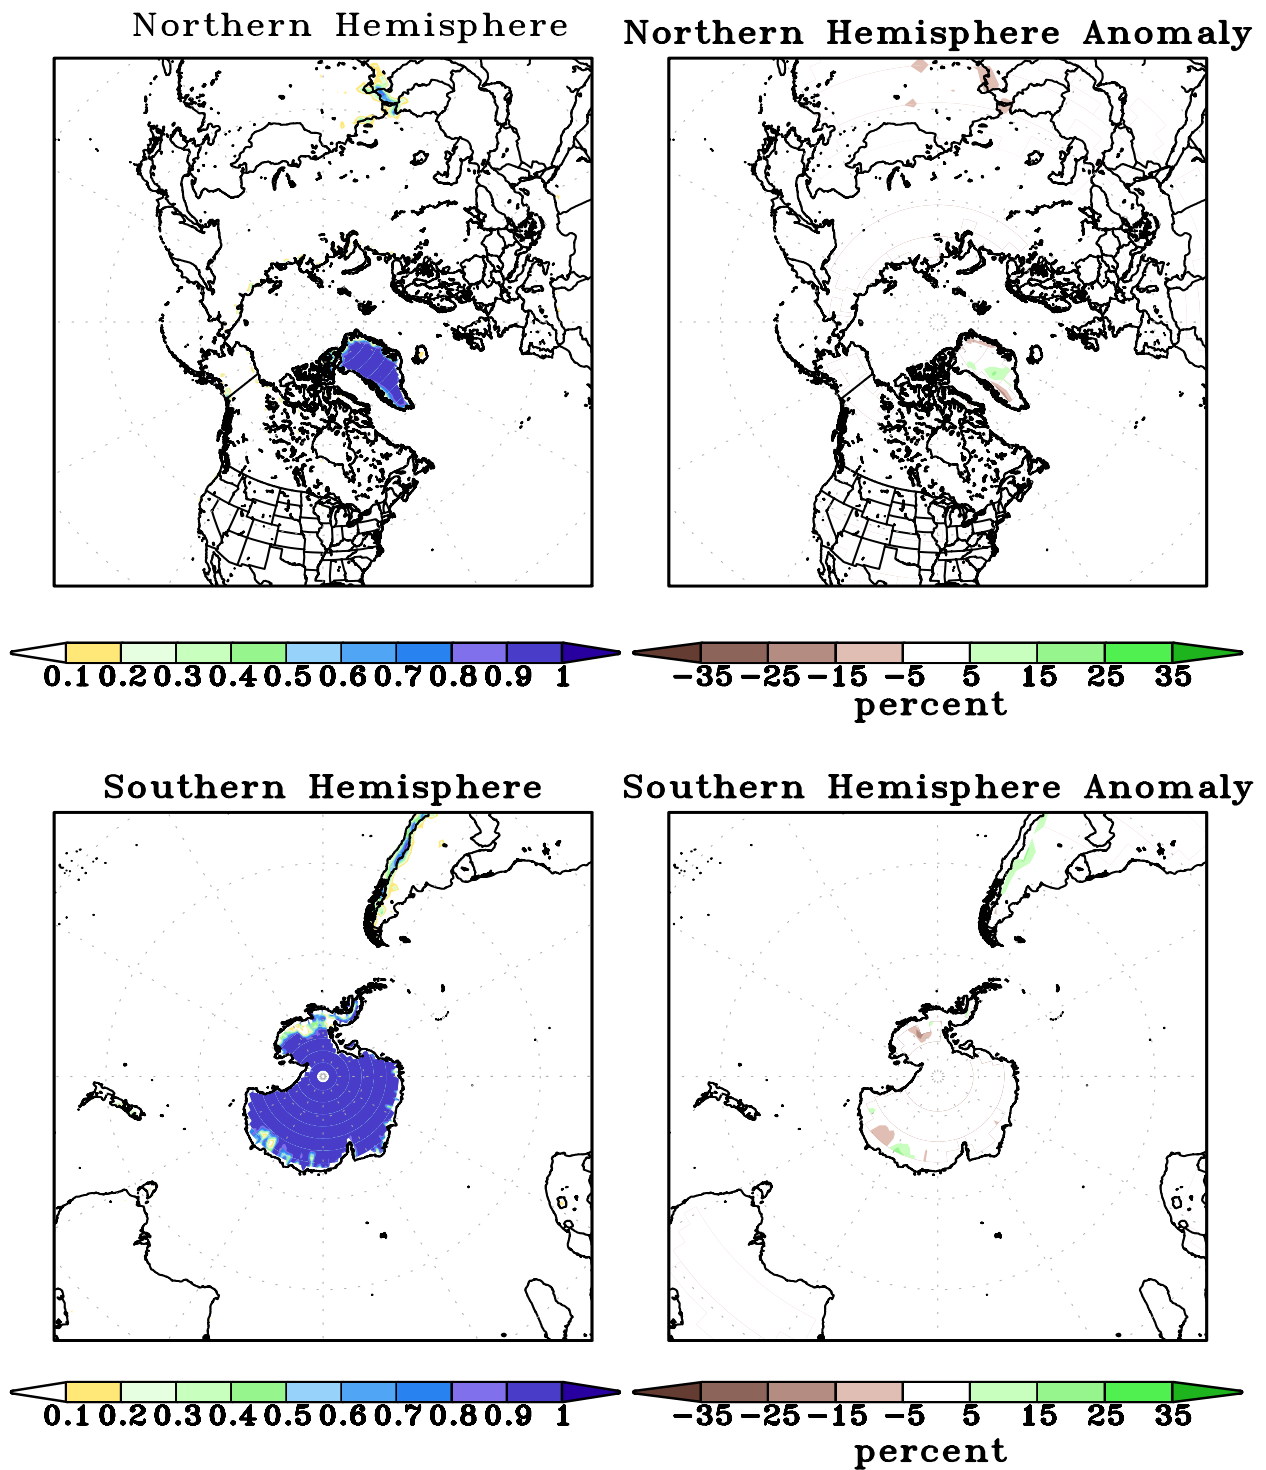 Northern Hemisphere
Northern Hemisphere Anomaly
0.1 0.2 0.3 0.4 0.5 0.6 0.7 0.8 0.9 1
-35 -25 -15 -5 5 15 25 35
percent
Southern Hemisphere
Southern Hemisphere Anomaly
0.1 0.2 0.3 0.4 0.5 0.6 0.7 0.8 0.9 1
-35 -25 -15 -5 5 15 25 35
percent